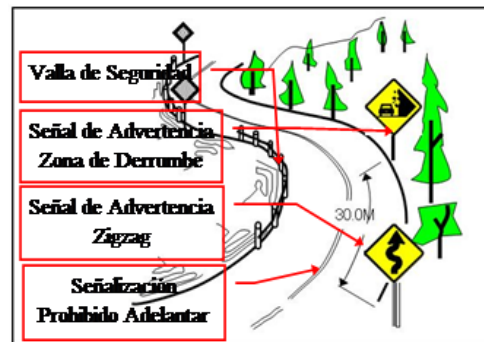 Valla de Seguridad
Señal de Advertencia
Zona de Derrumbe
Señal de Advertencia
Zigzag
Señalización
Prohibido Adelantar
30.0M